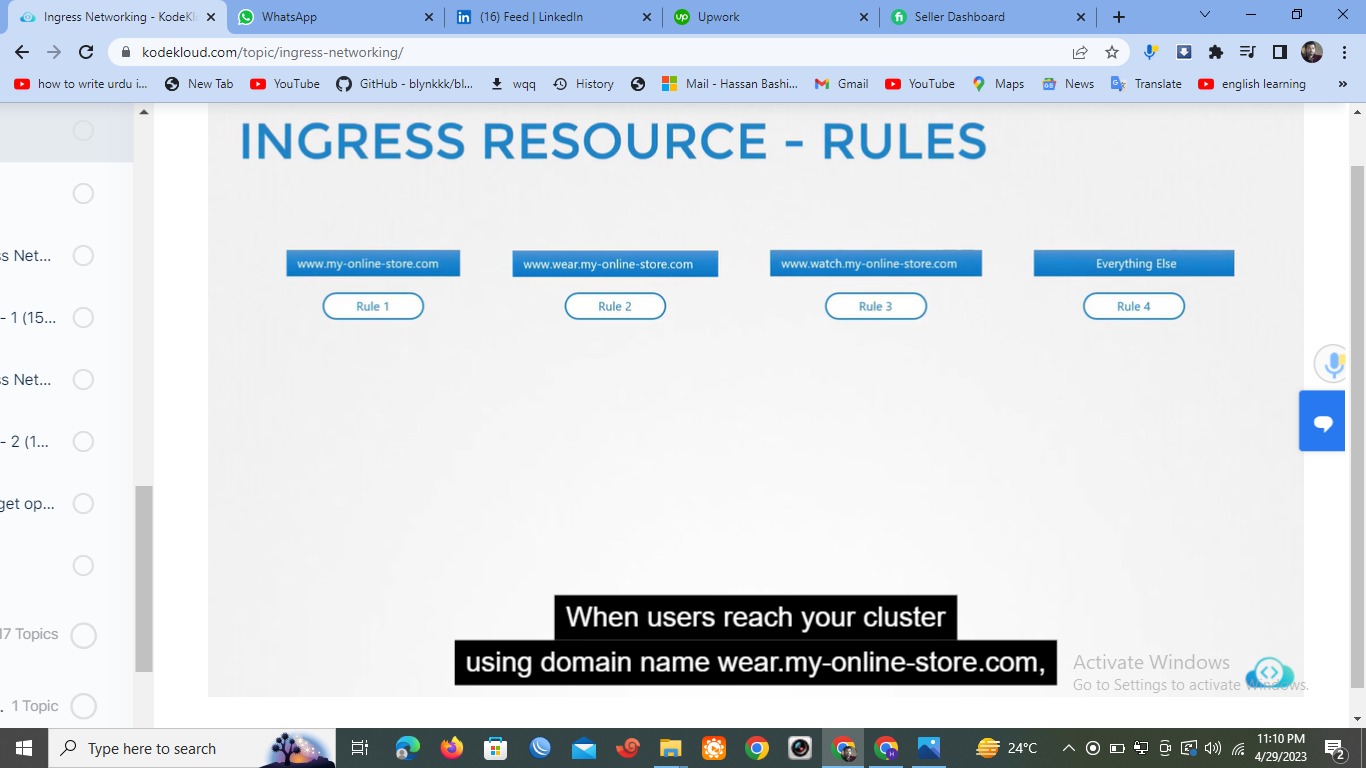 Ingress Networking - KodeKl
WhatsApp
(16) Feed | LinkedIn
Upwork
Seller Dashboard
kodekloud.com/topic/ingress-networking/
how to write urdu i...
New Tab
YouTube
GitHub - blynkkk/bl...
wqq
History
Mail - Hassan Bashi...
Gmail
YouTube
Maps
News
Translate
english learning
INGRESS RESOURCE - RULES
www.my-online-store.com
www.wear.my-online-store.com
www.watch.my-online-store.com
Everything Else
Rule 1
Rule 2
Rule 3
Rule 4
s Net...
- 1 (15...
s Net...
- 2 (1...
get op...
17 Topics
. 1 Topic
When users reach your cluster
using domain name wear.my-online-store.com,
Activate Windows
Go to Settings to activate Windows.
Type here to search
24°C
11:10 PM
4/29/2023
2